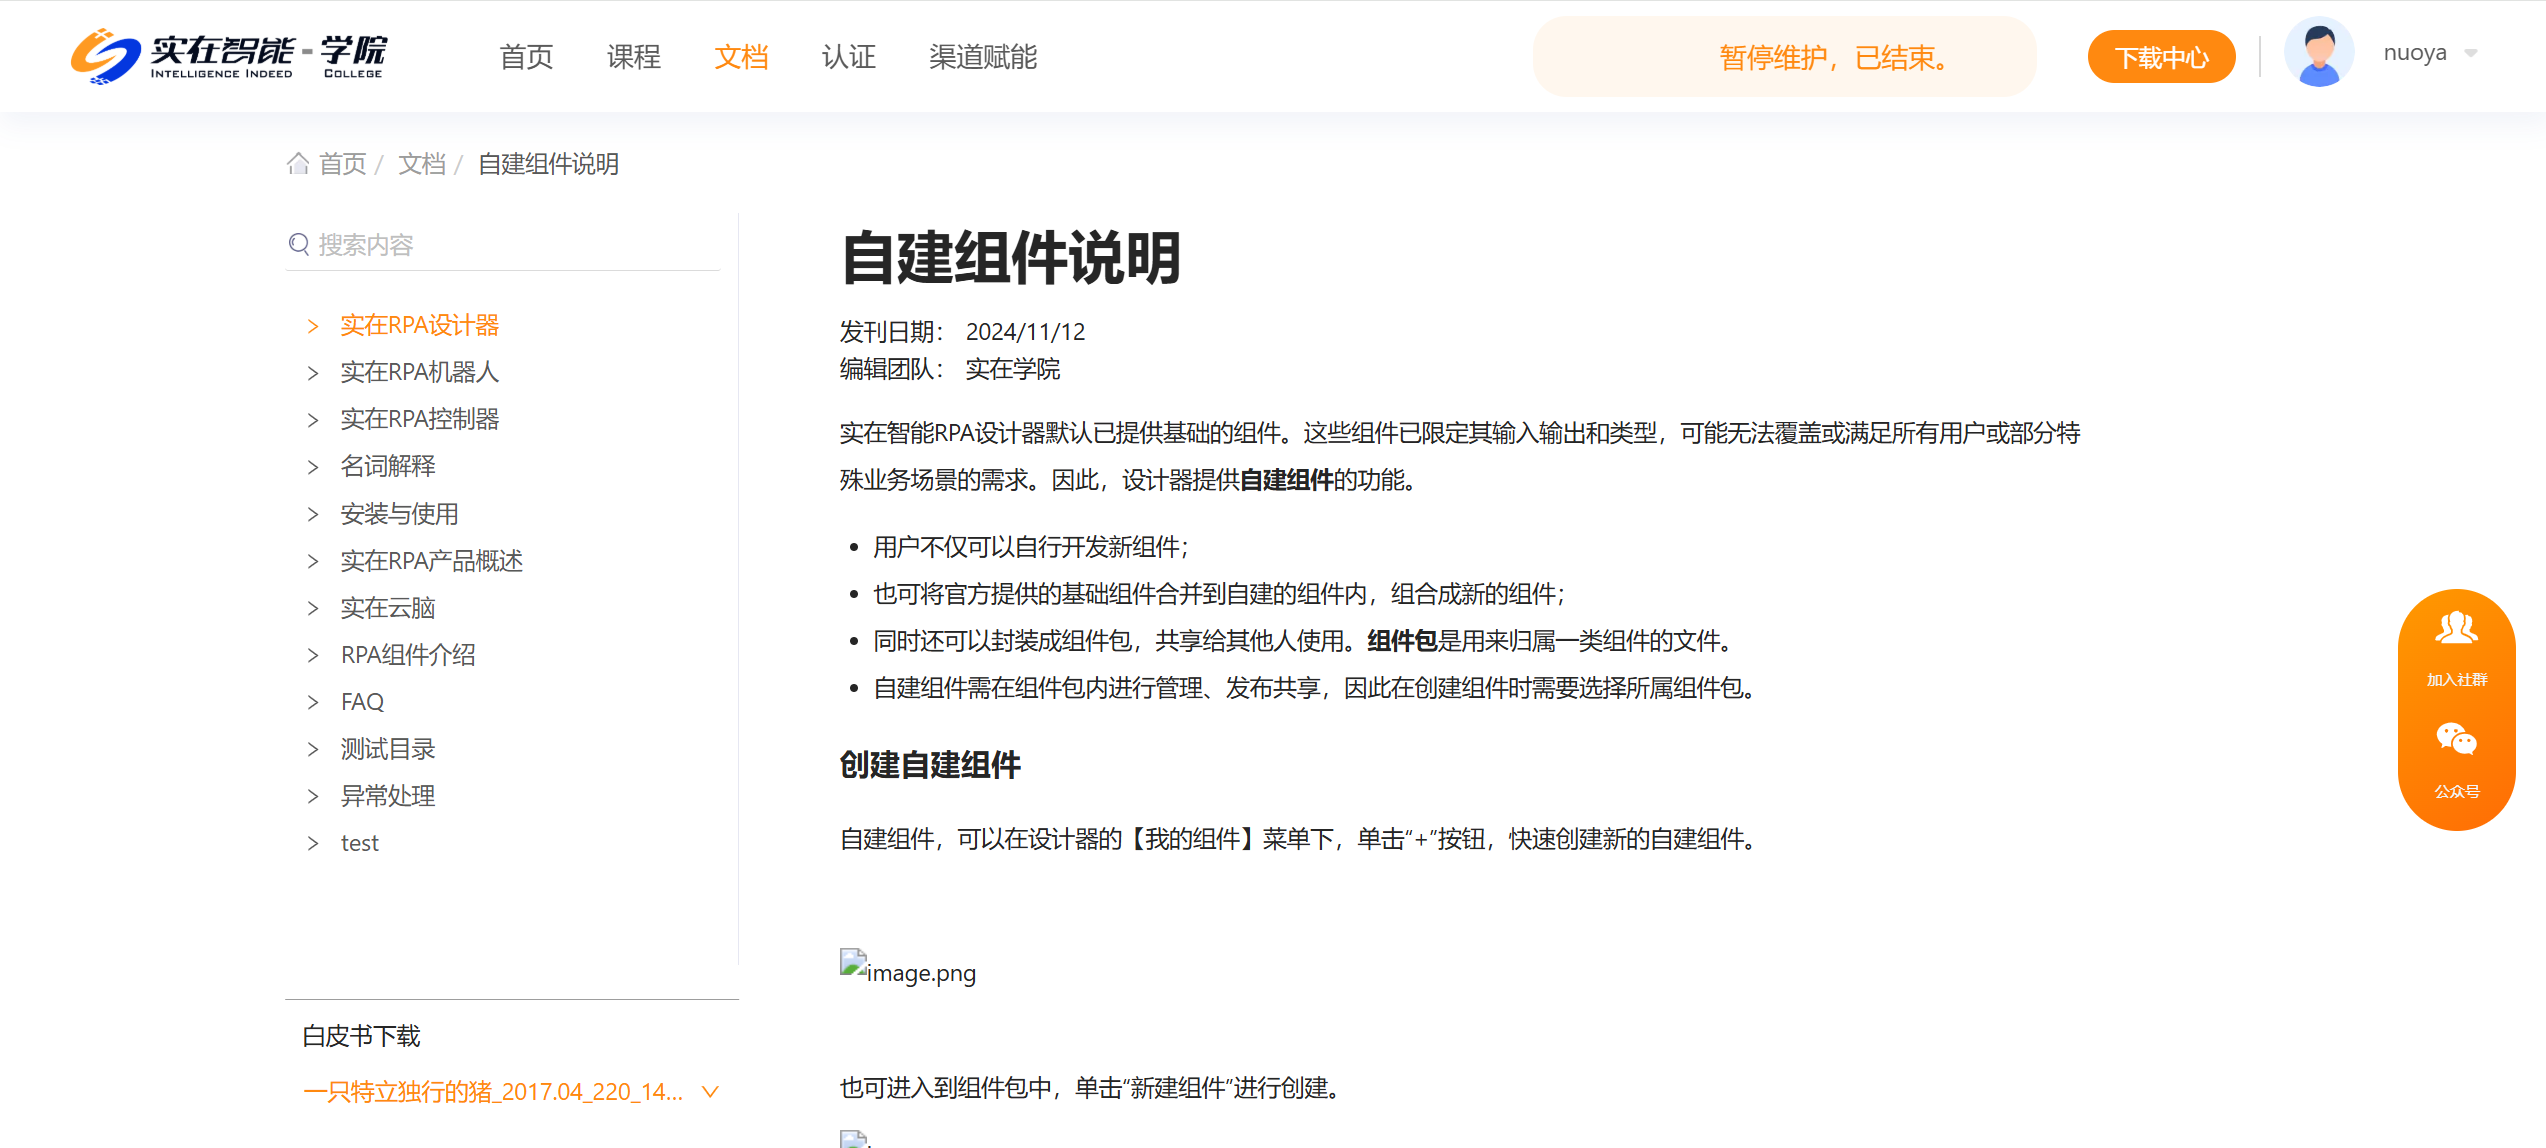 实在智能-学院
INTELLIGENCE INDEED COLLEGE
首页 课程 文档 认证 渠道赋能
暂停维护，已结束。
下载中心
nuoya
首页 / 文档 / 自建组件说明
搜索内容
实在RPA设计器
实在RPA机器人
实在RPA控制器
名词解释
安装与使用
实在RPA产品概述
实在云脑
RPA组件介绍
FAQ
测试目录
异常处理
test
白皮书下载
一只特立独行的猪_2017.04_220_14...
自建组件说明
发刊日期： 2024/11/12
编辑团队： 实在学院
实在智能RPA设计器默认已提供基础的组件。这些组件已限定其输入输出和类型，可能无法覆盖或满足所有用户或部分特
殊业务场景的需求。因此，设计器提供自建组件的功能。
• 用户不仅可以自行开发新组件；
• 也可将官方提供的基础组件合并到自建的组件内，组合成新的组件；
• 同时还可以封装成组件包，共享给其他人使用。组件包是用来归属一类组件的文件。
• 自建组件需在组件包内进行管理、发布共享，因此在创建组件时需要选择所属组件包。
创建自建组件
自建组件，可以在设计器的【我的组件】菜单下，单击“+”按钮，快速创建新的自建组件。
image.png
也可进入到组件包中，单击“新建组件”进行创建。
加入社群
公众号